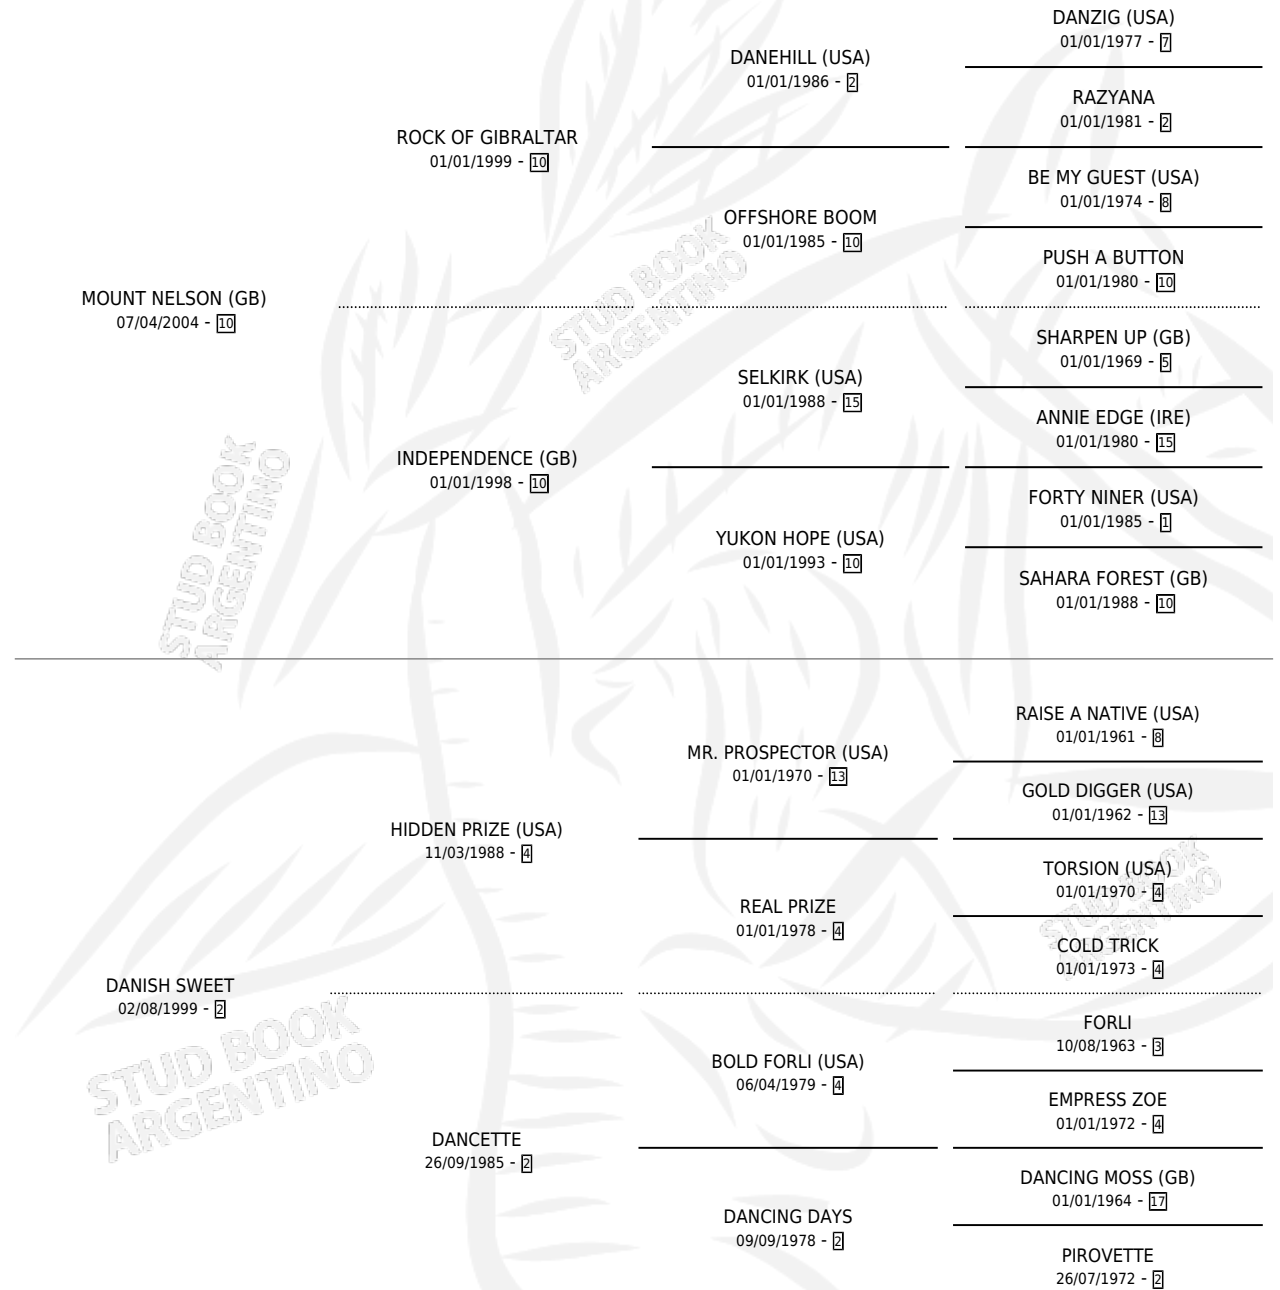 DANZIG (USA)
01/01/1977 - 7
DANEHILL (USA)
01/01/1986 - 2
RAZYANA
01/01/1981 - 2
ROCK OF GIBRALTAR
01/01/1999 - 10
BE MY GUEST (USA)
01/01/1974 - 8
OFFSHORE BOOM
01/01/1985 - 10
PUSH A BUTTON
01/01/1980 - 10
MOUNT NELSON (GB)
07/04/2004 - 10
SHARPEN UP (GB)
01/01/1969 - 5
SELKIRK (USA)
01/01/1988 - 15
ANNIE EDGE (IRE)
01/01/1980 - 15
INDEPENDENCE (GB)
01/01/1998 - 10
FORTY NINER (USA)
01/01/1985 - 1
YUKON HOPE (USA)
01/01/1993 - 10
SAHARA FOREST (GB)
01/01/1988 - 10
RAISE A NATIVE (USA)
01/01/1961 - 8
MR. PROSPECTOR (USA)
01/01/1970 - 13
GOLD DIGGER (USA)
01/01/1962 - 13
HIDDEN PRIZE (USA)
11/03/1988 - 4
TORSION (USA)
01/01/1970 - 4
REAL PRIZE
01/01/1978 - 4
COLD TRICK
01/01/1973 - 4
DANISH SWEET
02/08/1999 - 2
FORLI
10/08/1963 - 3
BOLD FORLI (USA)
06/04/1979 - 4
EMPRESS ZOE
01/01/1972 - 4
DANCETTE
26/09/1985 - 2
DANCING MOSS (GB)
01/01/1964 - 17
DANCING DAYS
09/09/1978 - 2
PIROVETTE
26/07/1972 - 2
STUD BOOK
ARGENTINO
STUD BOOK
ARGENTINO
STUD BOOK
ARGENTINO
STUD BOOK
ARGENTINO